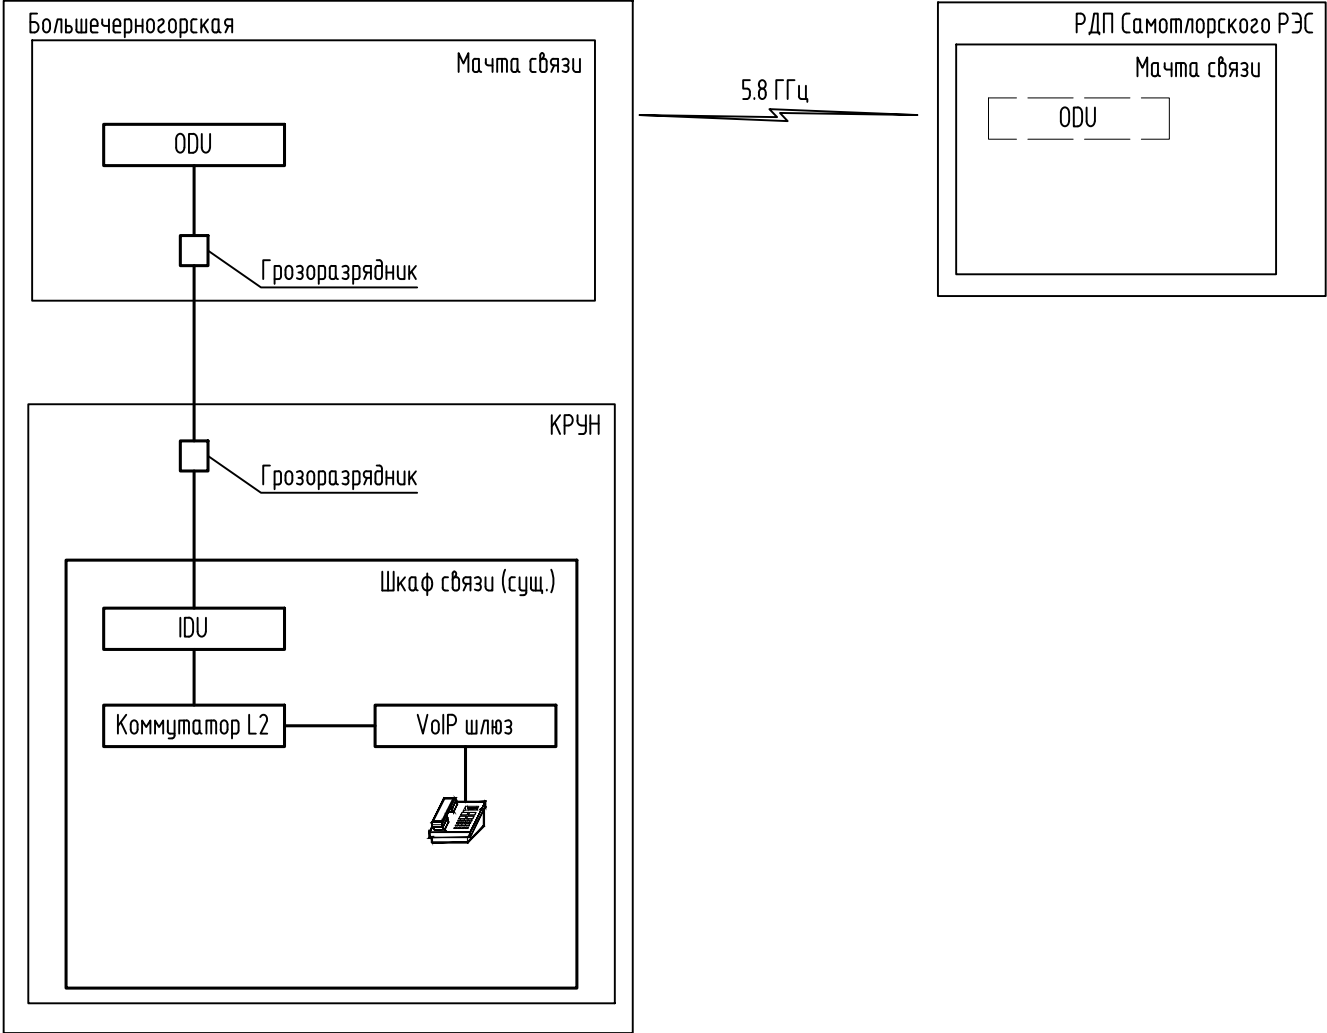 Большечерногорская
Мачта связи
ODU
Грозоразрядник
КРУН
Грозоразрядник
Шкаф связи (сущ.)
IDU
Коммутатор L2
VoIP шлюз
5.8 ГГц
РДП Самотлорского РЭС
Мачта связи
ODU